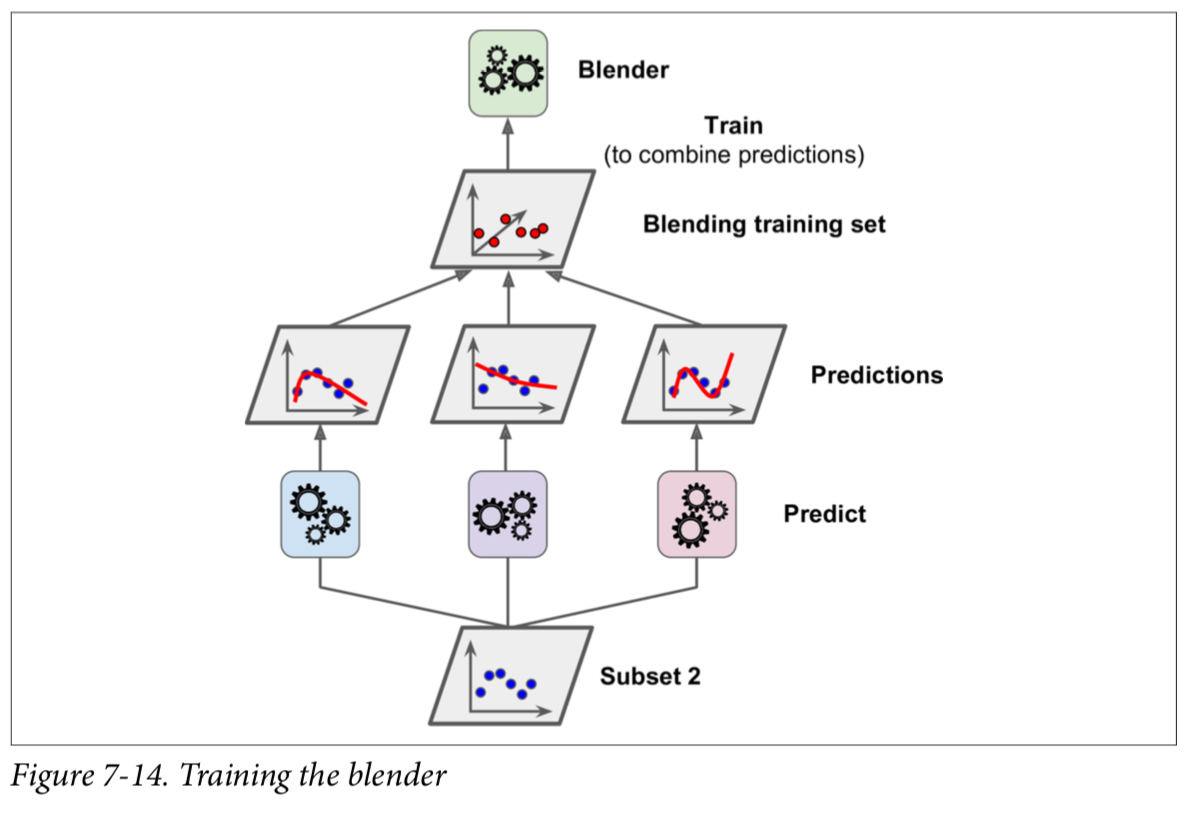 Blender
Train
(to combine predictions)
Blending training set
Predictions
Predict
Subset 2
Figure 7-14. Training the blender